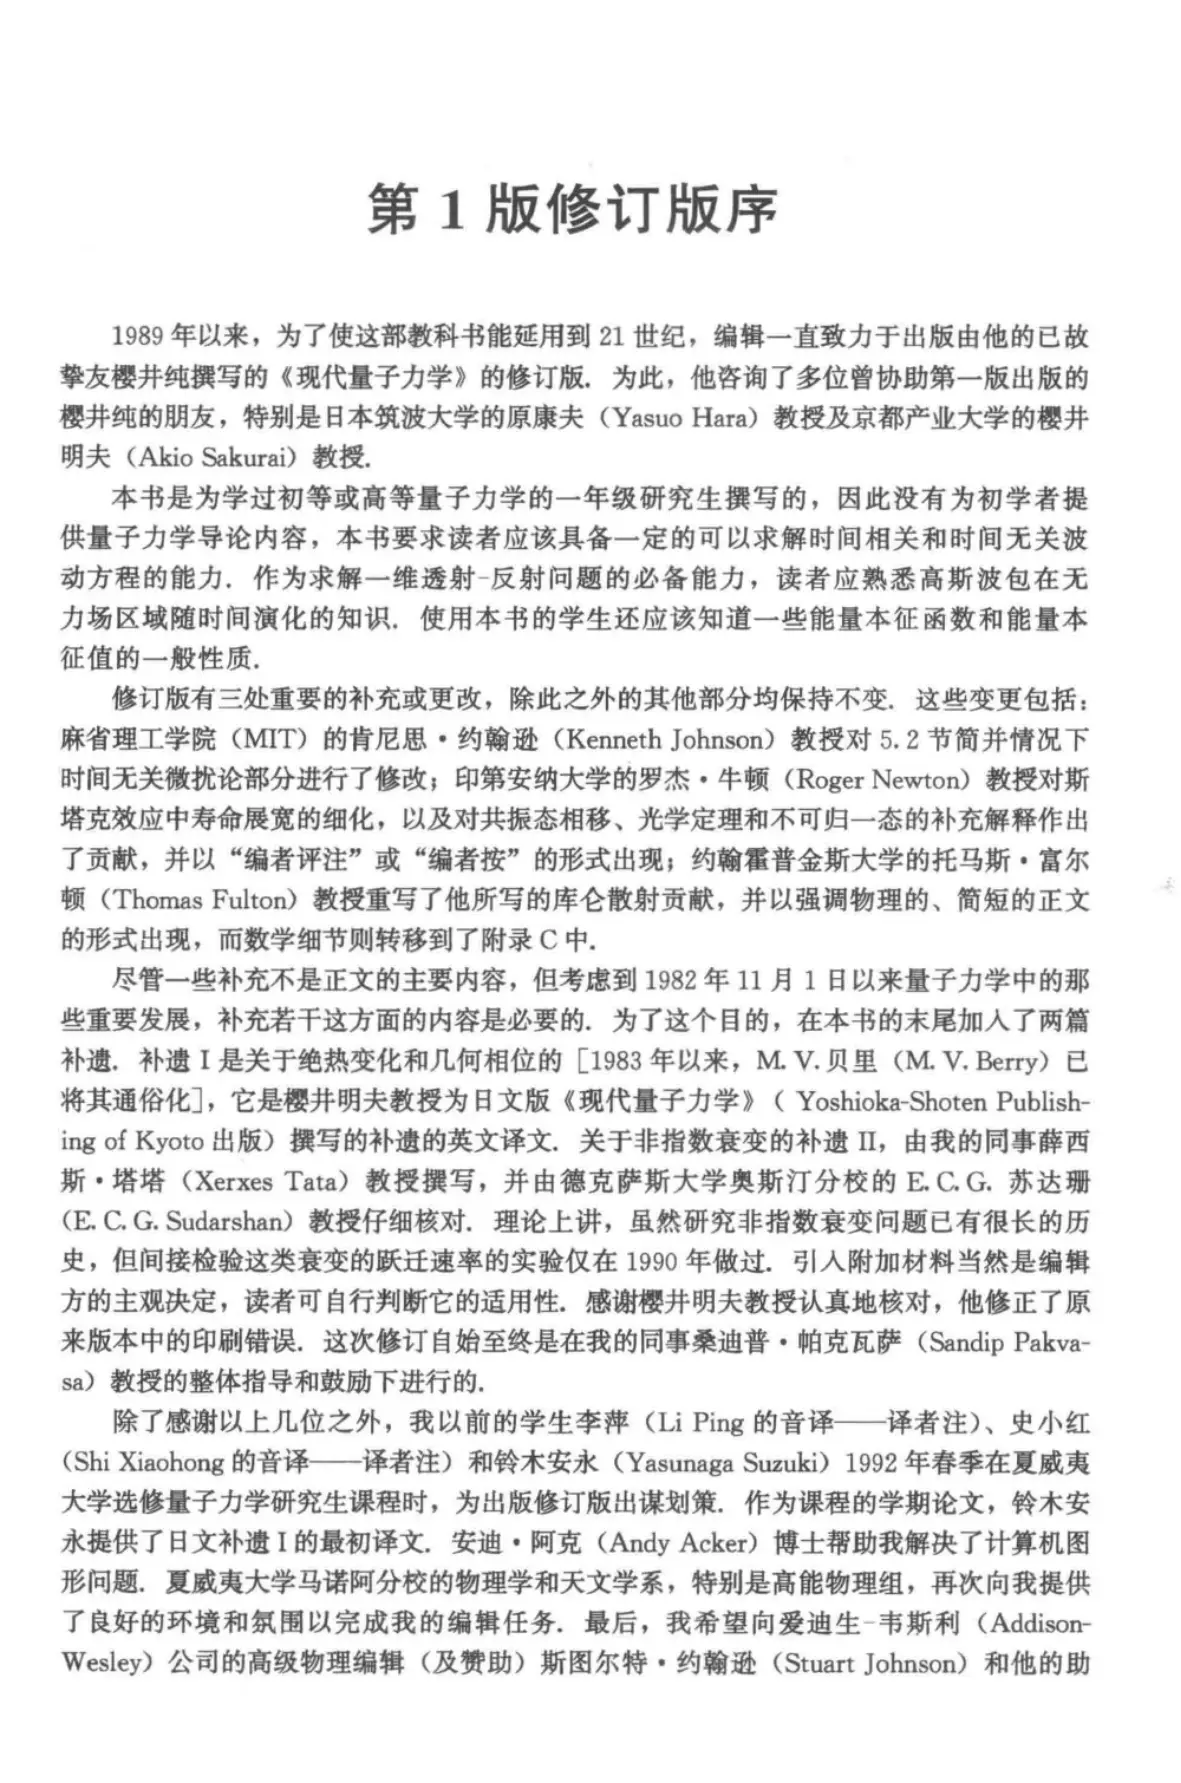 第 1 版修订版序
1989 年以来，为了使这部教科书能延用到 21 世纪，编辑一直致力于出版由他的已故
挚友樱井纯撰写的《现代量子力学》的修订版．为此，他咨询了多位曾协助第一版出版的
樱井纯的朋友，特别是日本筑波大学的原康夫（Yasuo Hara）教授及京都产业大学的樱井
明夫（Akio Sakurai）教授．
本书是为学过初等或高等量子力学的一年级研究生撰写的，因此没有为初学者提
供量子力学导论内容，本书要求读者应该具备一定的可以求解时间相关和时间无关波
动方程的能力．作为求解一维透射-反射问题的必备能力，读者应熟悉高斯波包在无
力场区域随时间演化的知识．使用本书的学生还应该知道一些能量本征函数和能量本
征值的一般性质．
修订版有三处重要的补充或更改，除此之外的其他部分均保持不变．这些变更包括：
麻省理工学院（MIT）的肯尼思·约翰逊（Kenneth Johnson）教授对 5.2 节简并情况下
时间无关微扰论部分进行了修改；印第安纳大学的罗杰·牛顿（Roger Newton）教授对斯
塔克效应中寿命展宽的细化，以及对共振态相移、光学定理和不可归一态的补充解释作出
了贡献，并以“编者评注”或“编者按”的形式出现；约翰霍普金斯大学的托马斯·富尔
顿（Thomas Fulton）教授重写了他所写的库仑散射贡献，并以强调物理的、简短的正文
的形式出现，而数学细节则转移到了附录 C 中．
尽管一些补充不是正文的主要内容，但考虑到 1982 年 11 月 1 日以来量子力学中的那
些重要发展，补充若干这方面的内容是必要的．为了这个目的，在本书的末尾加入了两篇
补遗．补遗 I 是关于绝热变化和几何相位的［1983 年以来，M. V. 贝里（M. V. Berry）已
将其通俗化］，它是樱井明夫教授为日文版《现代量子力学》（ Yoshioka-Shoten Publish-
ing of Kyoto 出版）撰写的补遗的英文译文．关于非指数衰变的补遗 II，由我的同事薛西
斯·塔塔（Xerxes Tata）教授撰写，并由德克萨斯大学奥斯汀分校的 E. C. G. 苏达珊
(E. C. G. Sudarshan）教授仔细核对．理论上讲，虽然研究非指数衰变问题已有很长的历
史，但间接检验这类衰变的跃迁速率的实验仅在 1990 年做过．引入附加材料当然是编辑
方的主观决定，读者可自行判断它的适用性．感谢樱井明夫教授认真地核对，他修正了原
来版本中的印刷错误．这次修订自始至终是在我的同事桑迪普·帕克瓦萨（Sandip Pakva-
sa）教授的整体指导和鼓励下进行的．
除了感谢以上几位之外，我以前的学生李萍（Li Ping 的音译——译者注）、史小红
(Shi Xiaohong 的音译——译者注）和铃木安永（Yasunaga Suzuki）1992 年春季在夏威夷
大学选修量子力学研究生课程时，为出版修订版出谋划策．作为课程的学期论文，铃木安
永提供了日文补遗 I 的最初译文．安迪·阿克（Andy Acker）博士帮助我解决了计算机图
形问题．夏威夷大学马诺阿分校的物理学和天文学系，特别是高能物理组，再次向我提供
了良好的环境和氛围以完成我的编辑任务．最后，我希望向爱迪生-韦斯利（Addison-
Wesley）公司的高级物理编辑（及赞助）斯图尔特·约翰逊（Stuart Johnson）和他的助